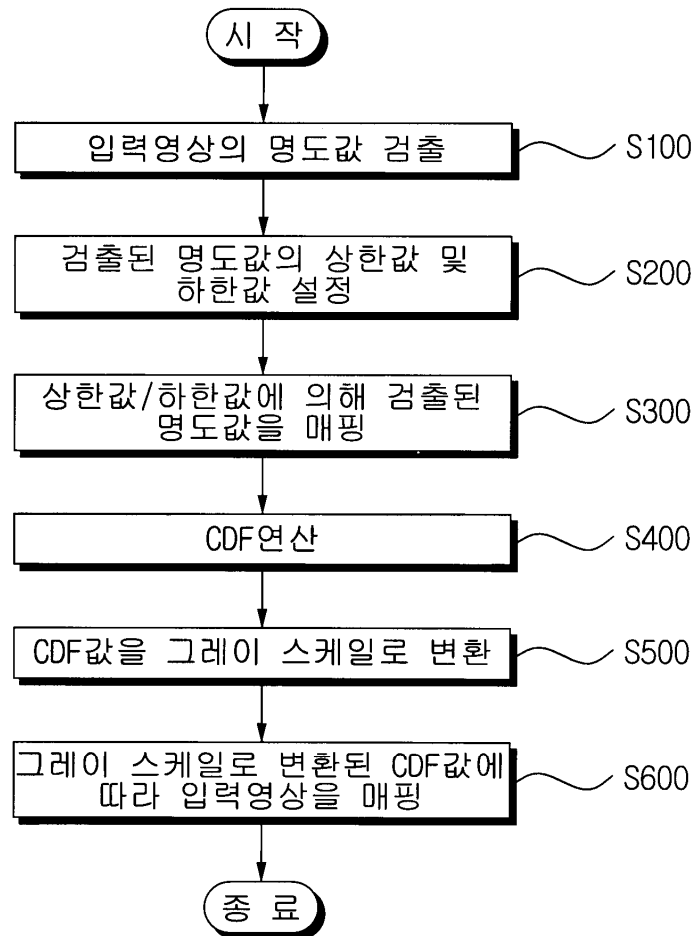 시 작
입력영상의 명도값 검출
S100
검출된 명도값의 상한값 및
하한값 설정
S200
상한값/하한값에 의해 검출된
명도값을 매핑
S300
CDF연산
S400
CDF값을 그레이 스케일로 변환
S500
그레이 스케일로 변환된 CDF값에
따라 입력영상을 매핑
S600
종 료